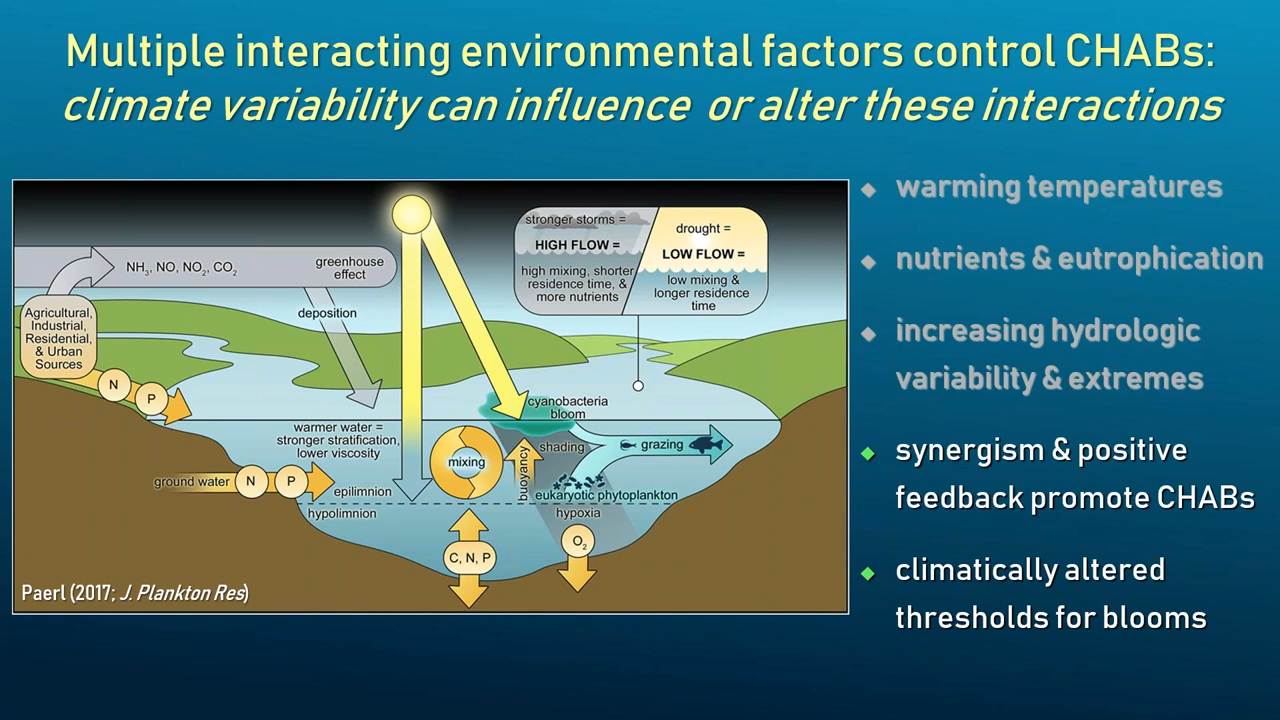 Multiple interacting environmental factors control CHABs:
climate variability can influence or alter these interactions
NH3, NO, NO2, CO2
greenhouse
effect
deposition
Agricultural,
Industrial,
Residential,
& Urban
Sources
N
P
stronger storms =
HIGH FLOW =
high mixing, shorter
residence time, &
more nutrients
drought =
LOW FLOW =
low mixing &
longer residence
time
cyanobacteria
bloom
warmer water =
stronger stratification,
lower viscosity
mixing
buoyancy
shading
grazing
ground water
N
P
epilimnion
hypolimnion
eukaryotic phytoplankton
hypoxia
C, N, P
O2
Paerl (2017; J. Plankton Res)
warming temperatures
nutrients & eutrophication
increasing hydrologic
variability & extremes
synergism & positive
feedback promote CHABs
climatically altered
thresholds for blooms